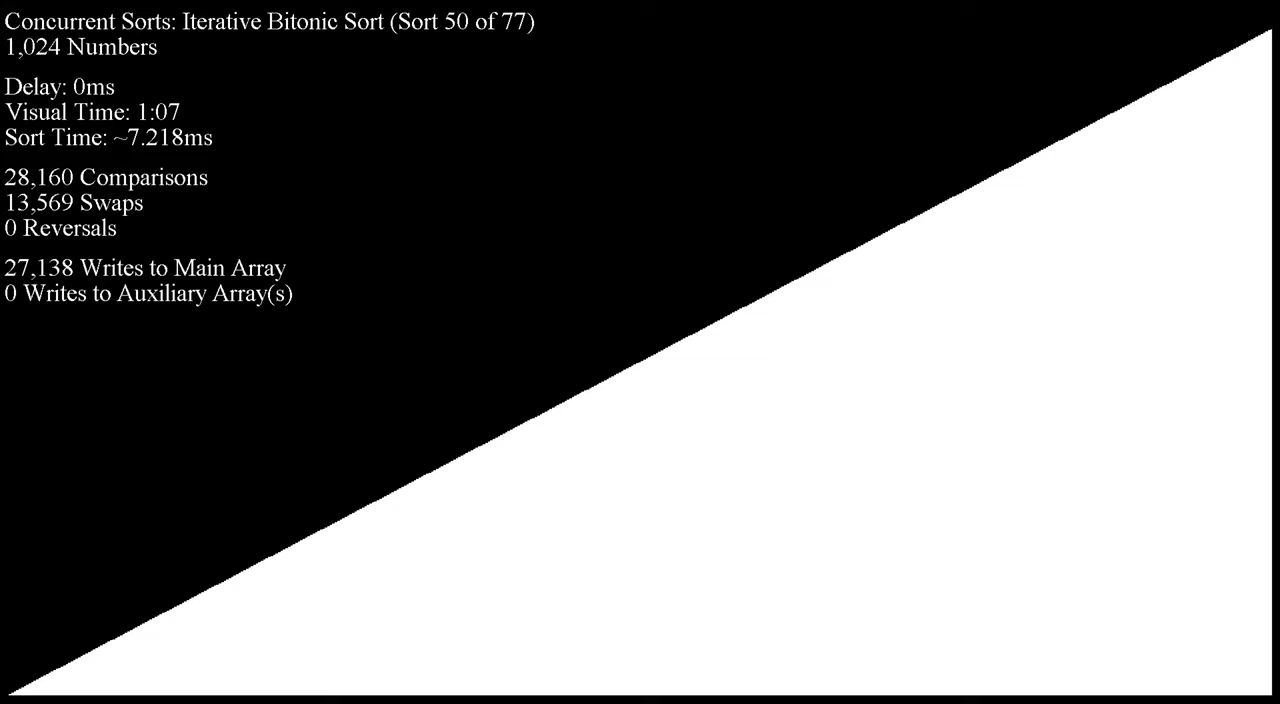 Concurrent Sorts: Iterative Bitonic Sort (Sort 50 of 77)
1,024 Numbers
Delay: 0ms
Visual Time: 1:07
Sort Time: ~7.218ms
28,160 Comparisons
13,569 Swaps
0 Reversals
27,138 Writes to Main Array
0 Writes to Auxiliary Array(s)